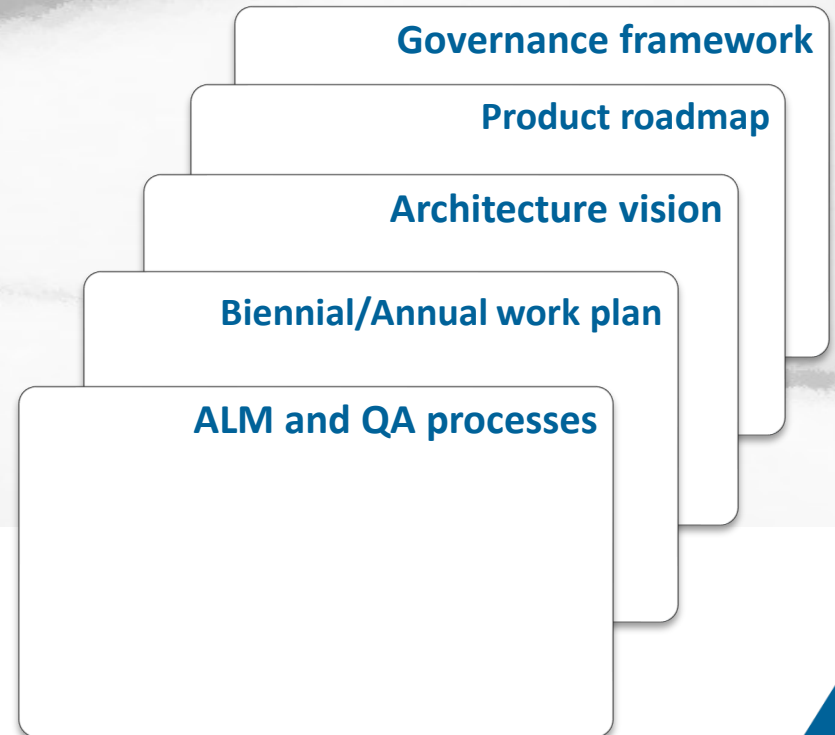 Governance framework
Product roadmap
Architecture vision
Biennial/Annual work plan
ALM and QA processes